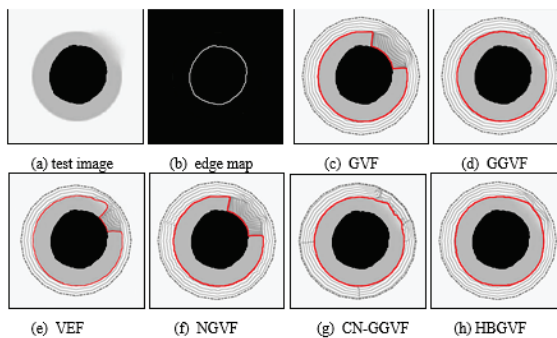 (a) test image
(b) edge map
(c) GVF
(d) GGVF
(e) VEF
(f) NGVF
(g) CN-GGVF
(h) HBGVF